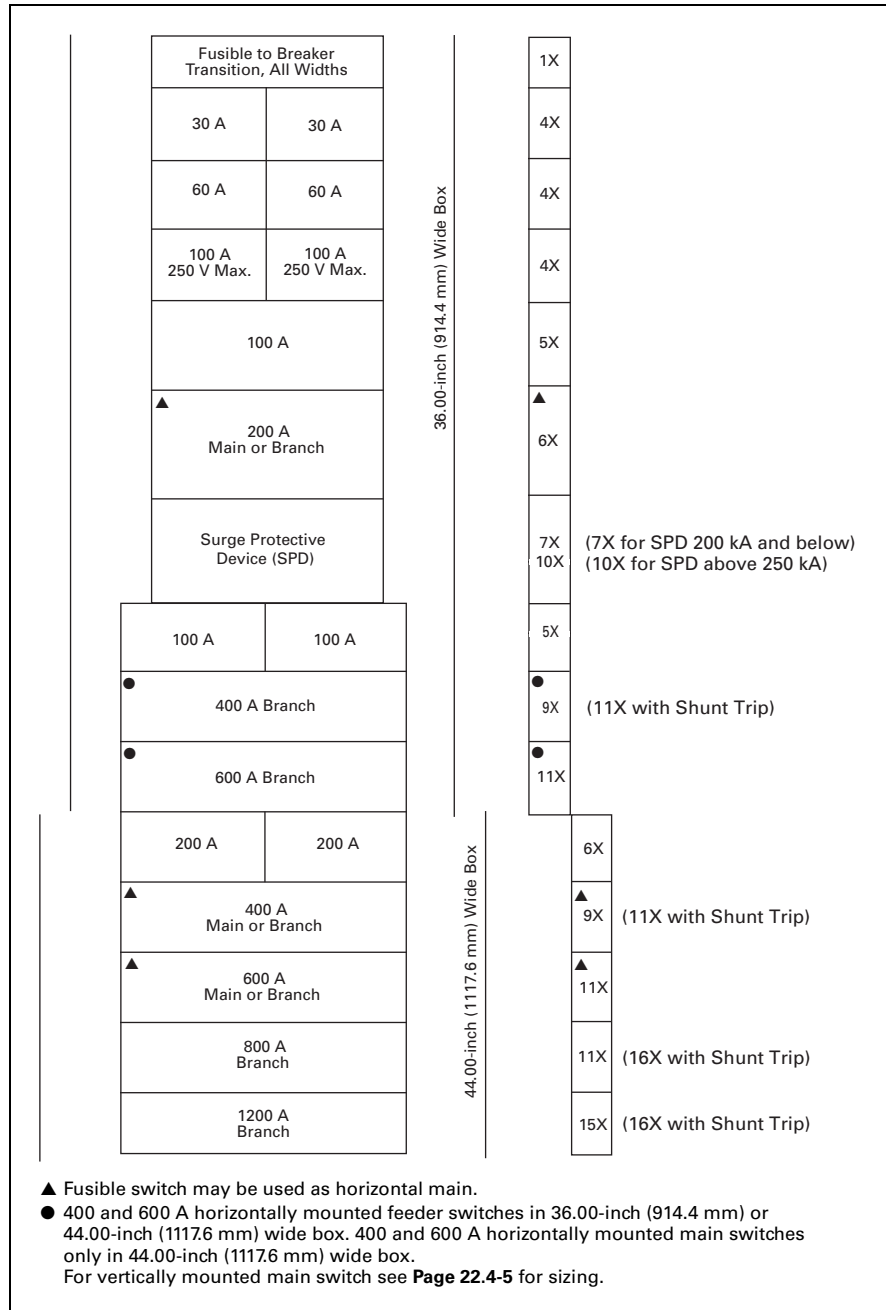 Fusible to Breaker
Transition, All Widths
1X
30 A
30 A
4X
60 A
60 A
4X
100 A
250 V Max.
100 A
250 V Max.
4X
100 A
5X
▲
200 A
Main or Branch
▲
6X
Surge Protective
Device (SPD)
7X
10X
(7X for SPD 200 kA and below)
(10X for SPD above 250 kA)
36.00-inch (914.4 mm) Wide Box
100 A
100 A
5X
●
400 A Branch
●
9X
(11X with Shunt Trip)
●
600 A Branch
●
11X
200 A
200 A
6X
▲
400 A
Main or Branch
▲
9X
(11X with Shunt Trip)
▲
600 A
Main or Branch
▲
11X
800 A
Branch
11X
(16X with Shunt Trip)
1200 A
Branch
15X
(16X with Shunt Trip)
44.00-inch (1117.6 mm) Wide Box
▲ Fusible switch may be used as horizontal main.
● 400 and 600 A horizontally mounted feeder switches in 36.00-inch (914.4 mm) or
44.00-inch (1117.6 mm) wide box. 400 and 600 A horizontally mounted main switches
only in 44.00-inch (1117.6 mm) wide box.
For vertically mounted main switch see Page 22.4-5 for sizing.